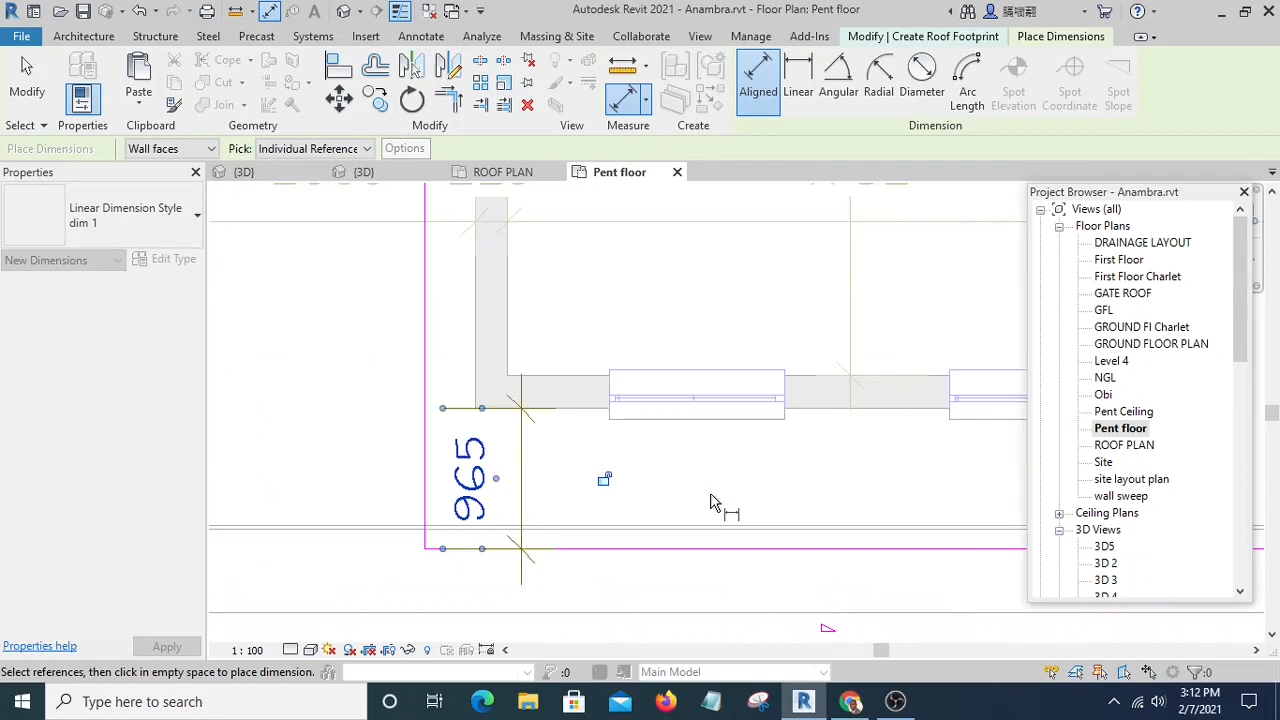 Autodesk Revit 2021 - Anambra.rvt - Floor Plan: Pent floor
File Architecture Structure Steel Precast Systems Insert Annotate Analyze Massing & Site Collaborate View Manage Add-Ins Modify | Create Roof Footprint Place Dimensions
Modify
Paste
Cope
Cut
Join
Aligned
Linear
Angular
Radial
Diameter
Arc
Length
Spot
Elevation
Spot
Coordinate
Spot
Slope
Select Properties Clipboard Geometry Modify View Measure Create Dimension
Place Dimensions Wall faces Pick: Individual Reference Options
Properties
{3D} {3D} ROOF PLAN Pent floor
Linear Dimension Style
dim 1
New Dimensions Edit Type
965
Project Browser - Anambra.rvt
Views (all)
Floor Plans
DRAINAGE LAYOUT
First Floor
First Floor Charlet
GATE ROOF
GFL
GROUND Fl Charlet
GROUND FLOOR PLAN
Level 4
NGL
Obi
Pent Ceiling
Pent floor
ROOF PLAN
Site
site layout plan
wall sweep
Ceiling Plans
3D Views
3D5
3D 2
3D 3
3D 4
Properties help Apply
1 : 100
Select references, then click in empty space to place dimension. :0 Main Model :0
Type here to search
3:12 PM
2/7/2021